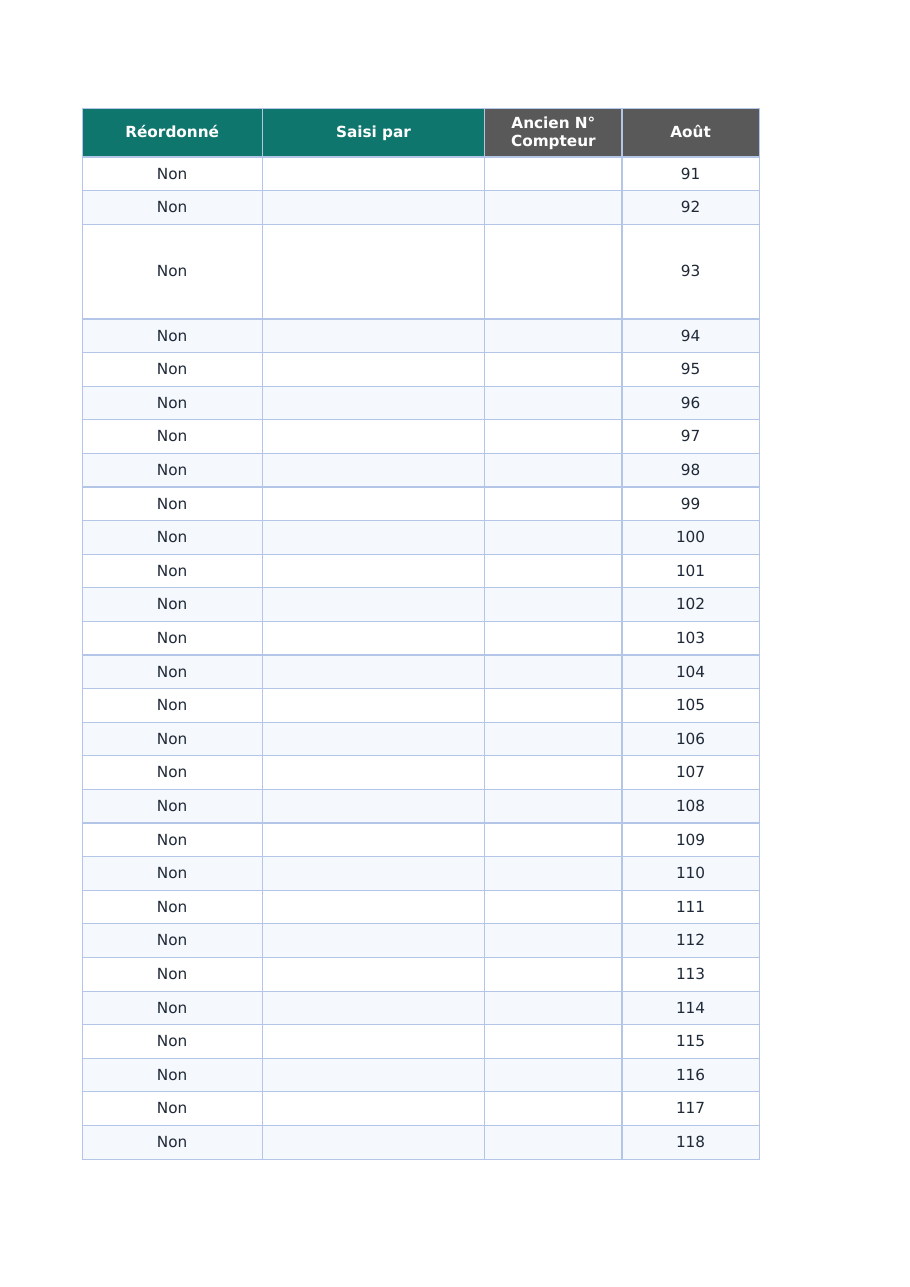 Réordonné Saisi par Ancien N° Compteur Août
Non 91
Non 92
Non 93
Non 94
Non 95
Non 96
Non 97
Non 98
Non 99
Non 100
Non 101
Non 102
Non 103
Non 104
Non 105
Non 106
Non 107
Non 108
Non 109
Non 110
Non 111
Non 112
Non 113
Non 114
Non 115
Non 116
Non 117
Non 118